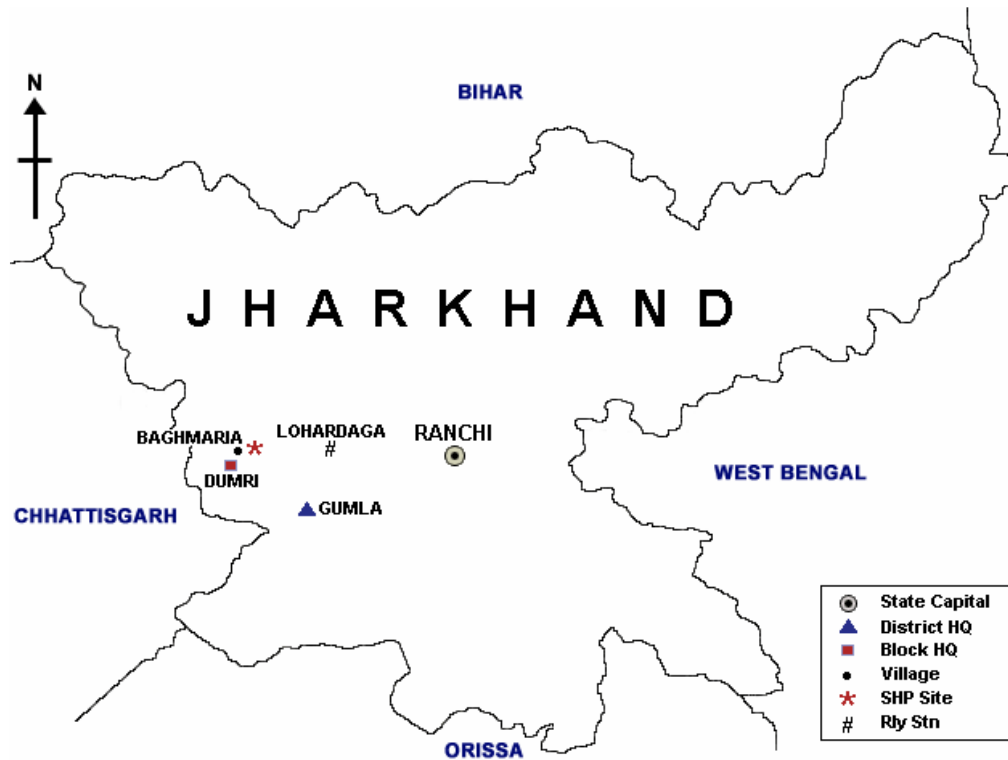 N
BIHAR
J H A R K H A N D
LOHARDAGA
#
RANCHI
BAGHMARIA
*
DUMRI
WEST BENGAL
GUMLA
CHHATTISGARH
ORISSA
State Capital
District HQ
Block HQ
Village
* SHP Site
# Rly Stn